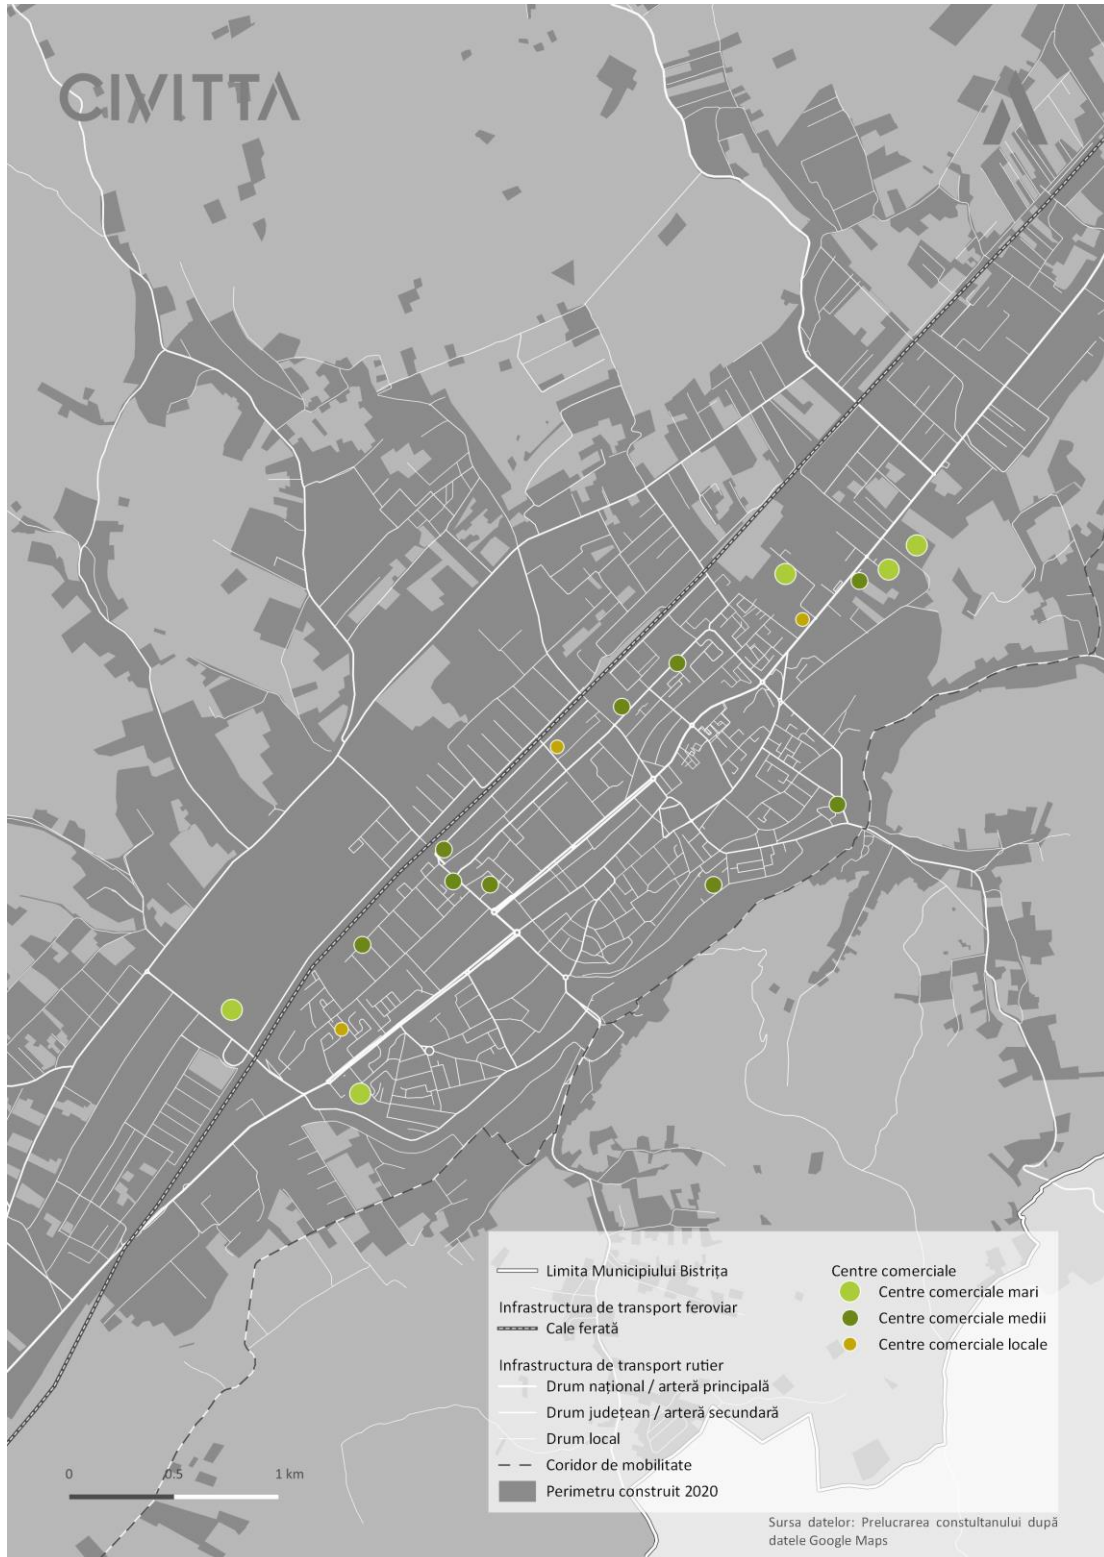 CIVITTA
Limita Municipiului Bistrița
Infrastructura de transport feroviar
Cale ferată
Infrastructura de transport rutier
Drum național / arteră principală
Drum județean / arteră secundară
Drum local
Coridor de mobilitate
Perimetru construit 2020
Centre comerciale
Centre comerciale mari
Centre comerciale medii
Centre comerciale locale
0 0.5 1 km
Sursa datelor: Prelucrarea constultanului după
datele Google Maps